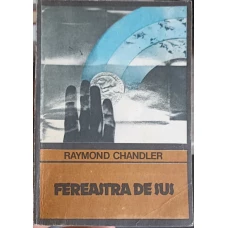 RAYMOND CHANDLER
FEREASTRA DE SUS